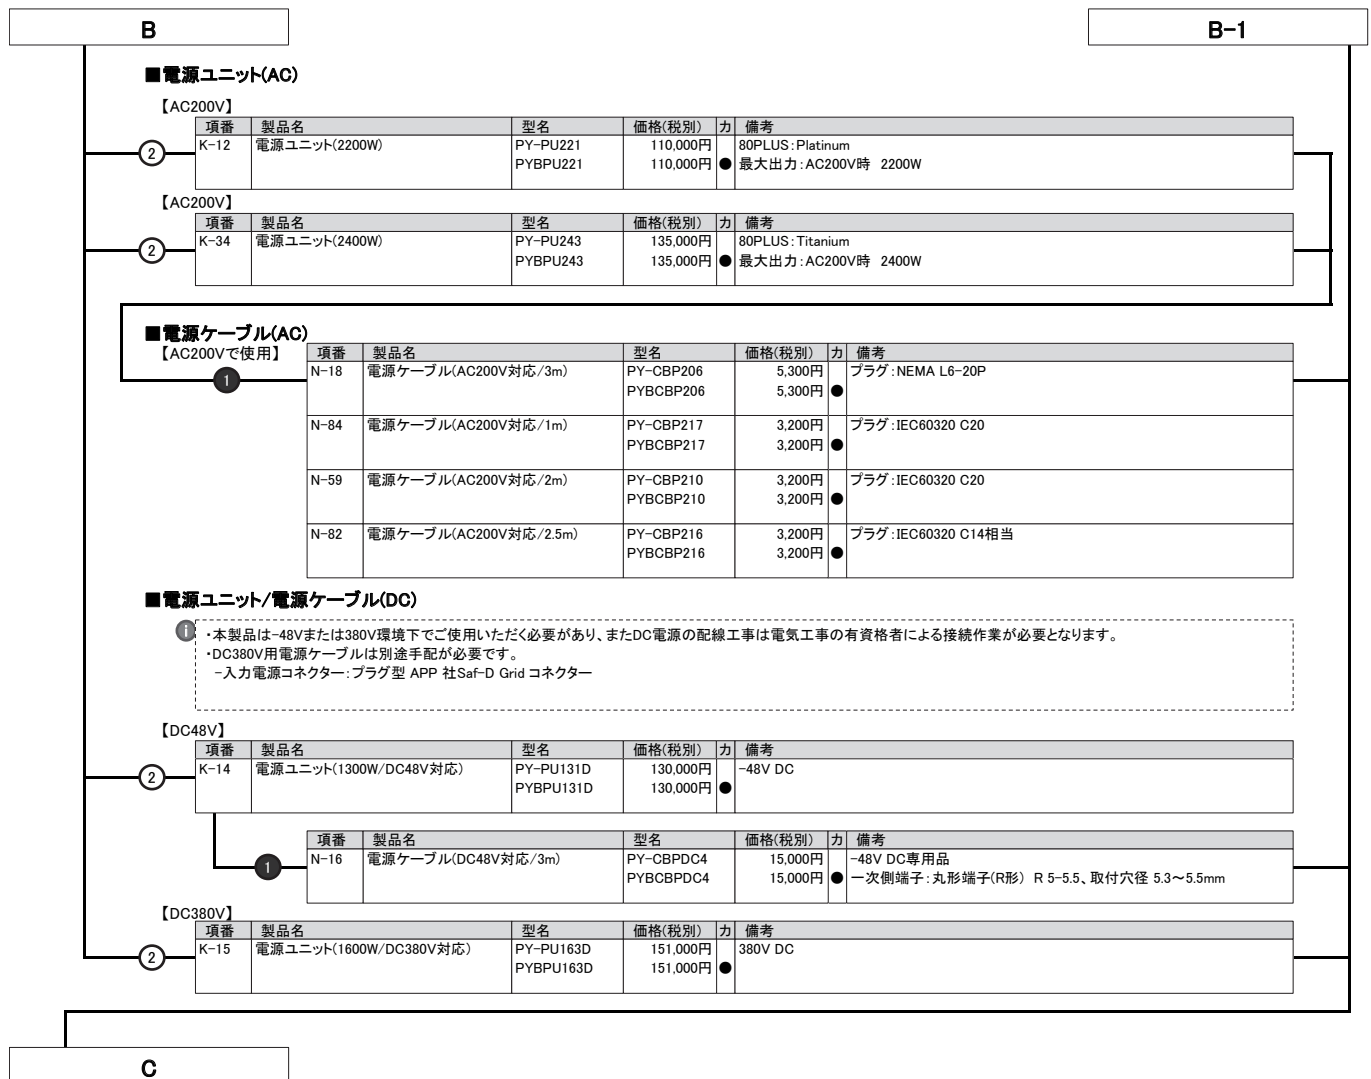 B
B-1
■電源ユニット(AC)
【AC200V】
項番 製品名 型名 価格(税別) カ 備考
② K-12 電源ユニット(2200W) PY-PU221 110,000円 80PLUS:Platinum
PYBPU221 110,000円 ● 最大出力:AC200V時 2200W
【AC200V】
項番 製品名 型名 価格(税別) カ 備考
② K-34 電源ユニット(2400W) PY-PU243 135,000円 80PLUS:Titanium
PYBPU243 135,000円 ● 最大出力:AC200V時 2400W
■電源ケーブル(AC)
【AC200Vで使用】 項番 製品名 型名 価格(税別) カ 備考
❶ N-18 電源ケーブル(AC200V対応/3m) PY-CBP206 5,300円 プラグ:NEMA L6-20P
PYBCBP206 5,300円 ●
N-84 電源ケーブル(AC200V対応/1m) PY-CBP217 3,200円 プラグ:IEC60320 C20
PYBCBP217 3,200円 ●
N-59 電源ケーブル(AC200V対応/2m) PY-CBP210 3,200円 プラグ:IEC60320 C20
PYBCBP210 3,200円 ●
N-82 電源ケーブル(AC200V対応/2.5m) PY-CBP216 3,200円 プラグ:IEC60320 C14相当
PYBCBP216 3,200円 ●
■電源ユニット/電源ケーブル(DC)
i ・本製品は-48Vまたは380V環境下でご使用いただく必要があり、またDC電源の配線工事は電気工事の有資格者による接続作業が必要となります。
・DC380V用電源ケーブルは別途手配が必要です。
-入力電源コネクター:プラグ型 APP 社Saf-D Grid コネクター
【DC48V】
項番 製品名 型名 価格(税別) カ 備考
② K-14 電源ユニット(1300W/DC48V対応) PY-PU131D 130,000円 -48V DC
PYBPU131D 130,000円 ●
項番 製品名 型名 価格(税別) カ 備考
❶ N-16 電源ケーブル(DC48V対応/3m) PY-CBPDC4 15,000円 -48V DC専用品
PYBCBPDC4 15,000円 ● 一次側端子:丸形端子(R形) R 5-5.5、取付穴径 5.3～5.5mm
【DC380V】
項番 製品名 型名 価格(税別) カ 備考
② K-15 電源ユニット(1600W/DC380V対応) PY-PU163D 151,000円 380V DC
PYBPU163D 151,000円 ●
C